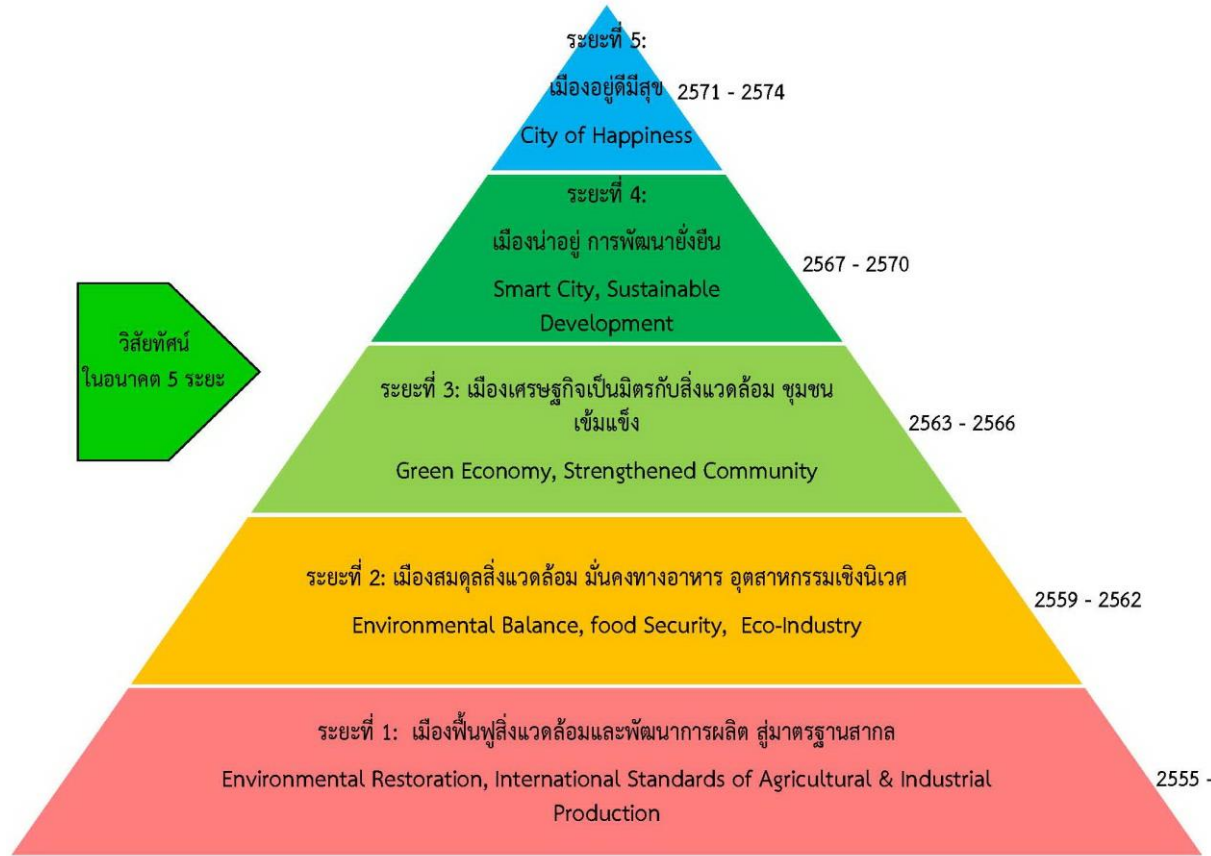 ระยะที่ 5:
เมืองอยู่ดีมีสุข
City of Happiness
2571 - 2574
ระยะที่ 4:
เมืองน่าอยู่ การพัฒนายั่งยืน
Smart City, Sustainable
Development
2567 - 2570
วิสัยทัศน์
ในอนาคต 5 ระยะ
ระยะที่ 3: เมืองเศรษฐกิจเป็นมิตรกับสิ่งแวดล้อม ชุมชน
เข้มแข็ง
Green Economy, Strengthened Community
2563 - 2566
ระยะที่ 2: เมืองสมดุลสิ่งแวดล้อม มั่นคงทางอาหาร อุตสาหกรรมเชิงนิเวศ
Environmental Balance, food Security, Eco-Industry
2559 - 2562
ระยะที่ 1: เมืองฟื้นฟูสิ่งแวดล้อมและพัฒนาการผลิต สู่มาตรฐานสากล
Environmental Restoration, International Standards of Agricultural & Industrial
Production
2555 -